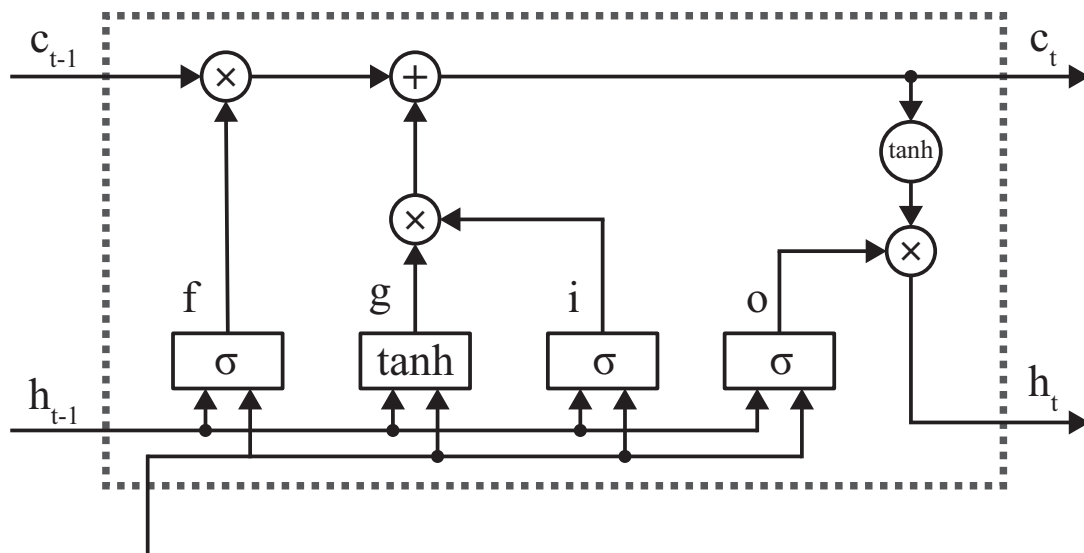 c_{t-1}
c_t
×
+
tanh
×
×
f
g
i
o
σ
tanh
σ
σ
h_{t-1}
h_t